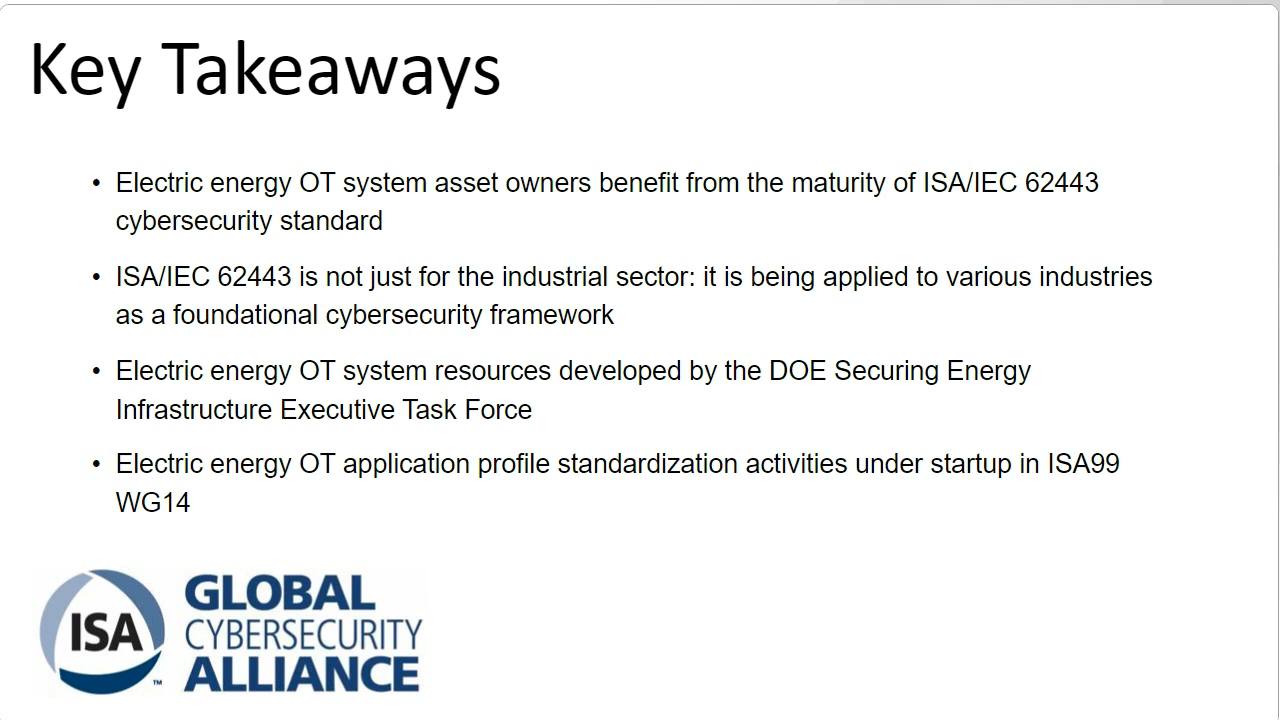 Key Takeaways
• Electric energy OT system asset owners benefit from the maturity of ISA/IEC 62443
cybersecurity standard
• ISA/IEC 62443 is not just for the industrial sector: it is being applied to various industries
as a foundational cybersecurity framework
• Electric energy OT system resources developed by the DOE Securing Energy
Infrastructure Executive Task Force
• Electric energy OT application profile standardization activities under startup in ISA99
WG14
ISA™
GLOBAL
CYBERSECURITY
ALLIANCE